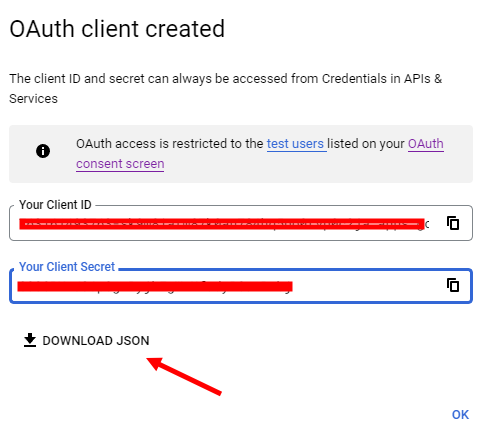 OAuth client created
The client ID and secret can always be accessed from Credentials in APIs &
Services
OAuth access is restricted to the test users listed on your OAuth
consent screen
Your Client ID
Your Client Secret
DOWNLOAD JSON
OK